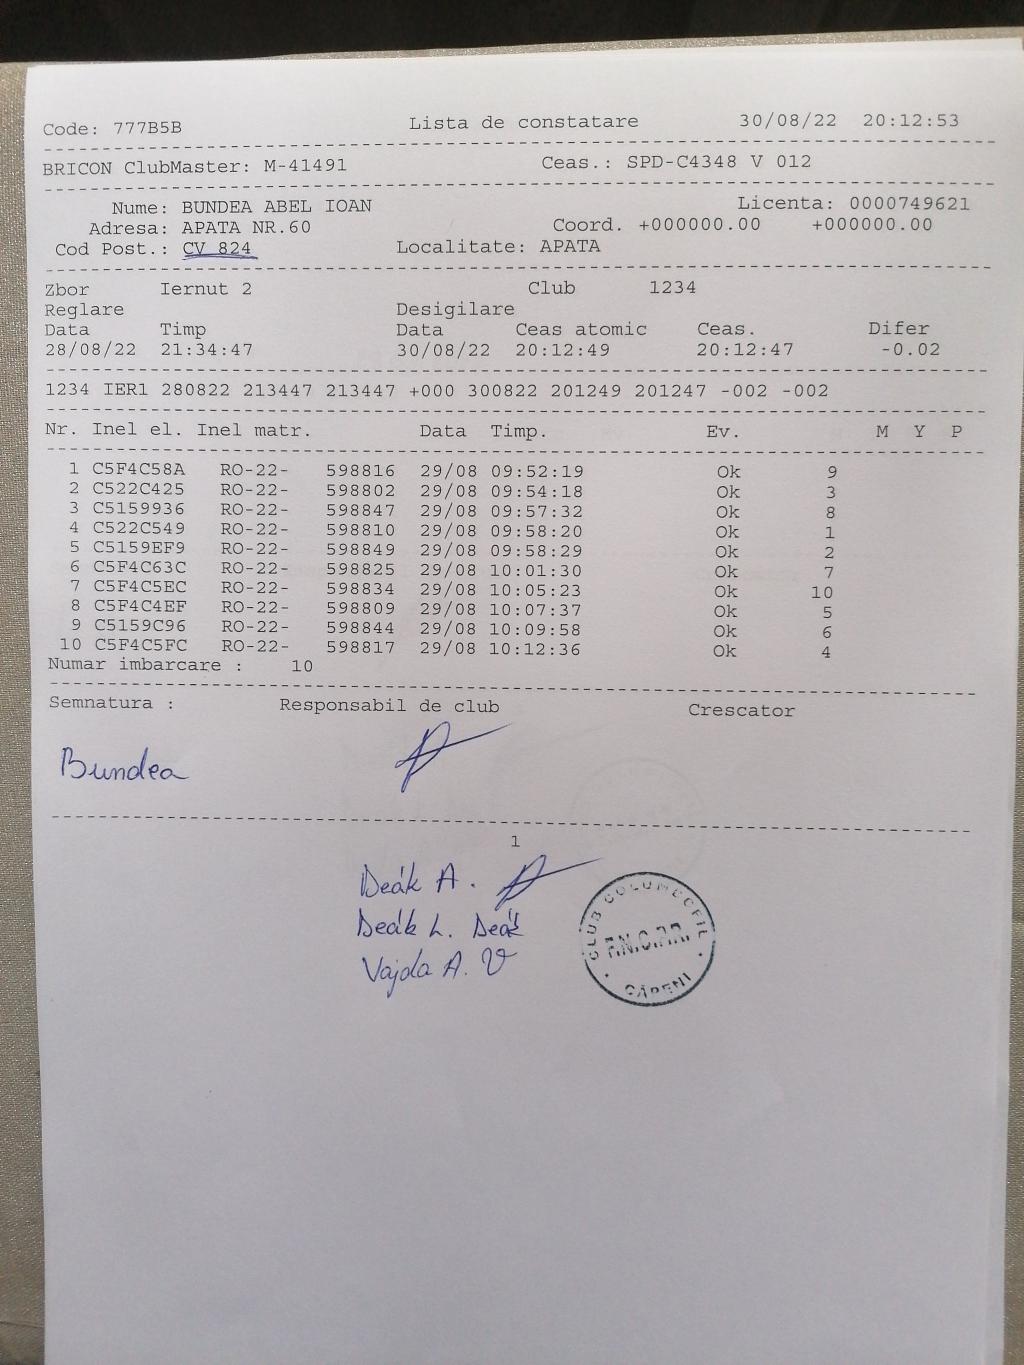 Code: 777B5B Lista de constatare 30/08/22 20:12:53
BRICON ClubMaster: M-41491 Ceas.: SPD-C4348 V 012
Nume: BUNDEA ABEL IOAN Licenta: 0000749621
Adresa: APATA NR.60 Coord. +000000.00 +000000.00
Cod Post.: CV 824 Localitate: APATA
Zbor Iernut 2 Club 1234
Reglare Desigilare
Data Timp Data Ceas atomic Ceas. Difer
28/08/22 21:34:47 30/08/22 20:12:49 20:12:47 -0.02
1234 IER1 280822 213447 213447 +000 300822 201249 201247 -002 -002
Nr. Inel el. Inel matr. Data Timp. Ev. M Y P
1 C5F4C58A RO-22- 598816 29/08 09:52:19 Ok 9
2 C522C425 RO-22- 598802 29/08 09:54:18 Ok 3
3 C5159936 RO-22- 598847 29/08 09:57:32 Ok 8
4 C522C549 RO-22- 598810 29/08 09:58:20 Ok 1
5 C5159EF9 RO-22- 598849 29/08 09:58:29 Ok 2
6 C5F4C63C RO-22- 598825 29/08 10:01:30 Ok 7
7 C5F4C5EC RO-22- 598834 29/08 10:05:23 Ok 10
8 C5F4C4EF RO-22- 598809 29/08 10:07:37 Ok 5
9 C5159C96 RO-22- 598844 29/08 10:09:58 Ok 6
10 C5F4C5FC RO-22- 598817 29/08 10:12:36 Ok 4
Numar imbarcare : 10
Semnatura : Responsabil de club Crescator
Bundea
1
Deák A.
Deák L. Deák
Vajda A. V
CLUB COLUMBOFIL
CĂPENI